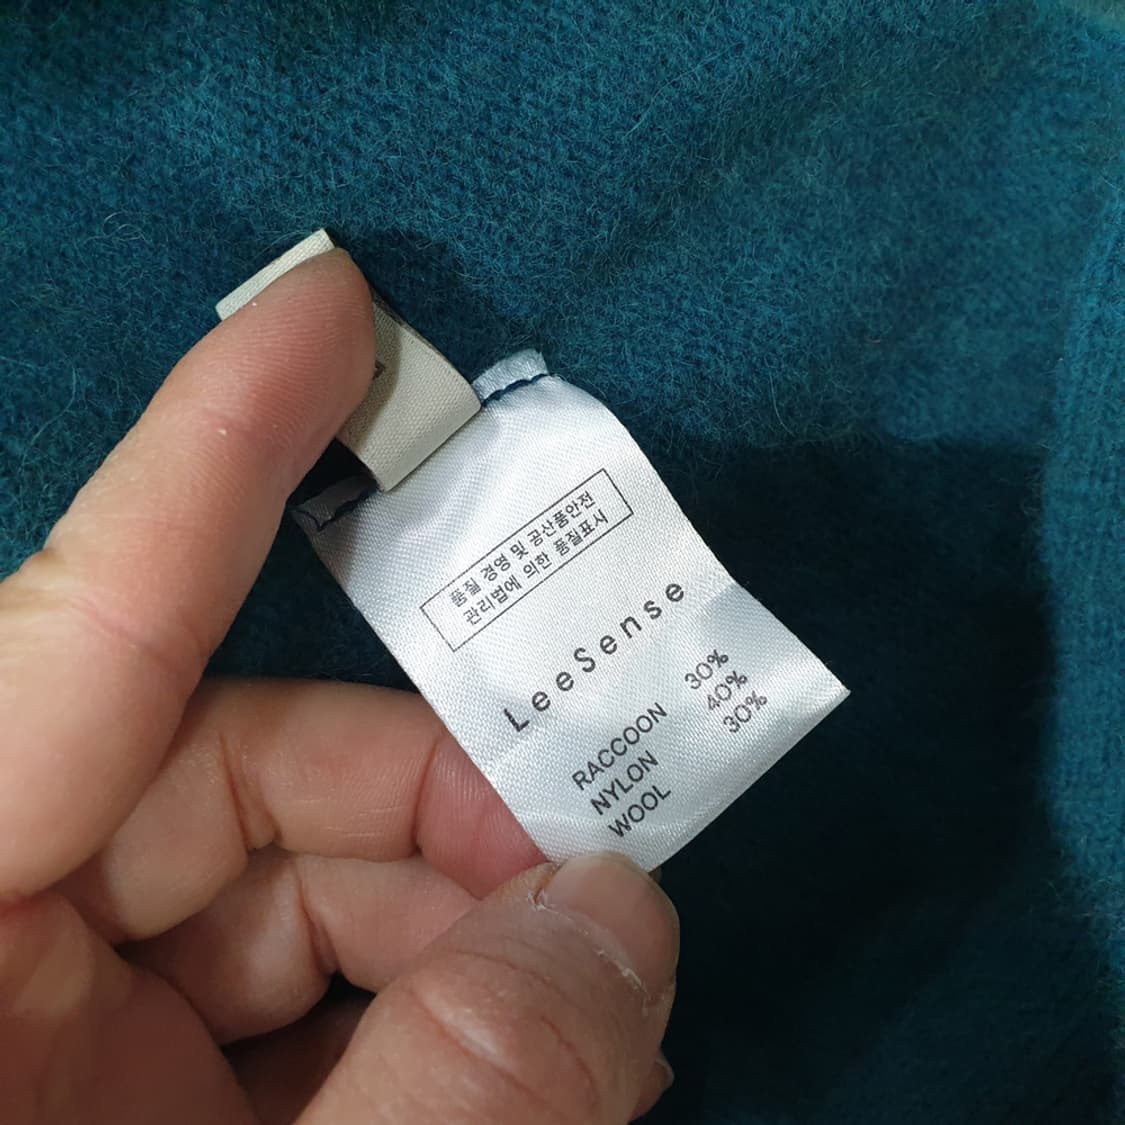 품질 경영 및 공산품안전
관리법에 의한 품질표시
LeeSense
RACCOON 30%
NYLON 40%
WOOL 30%